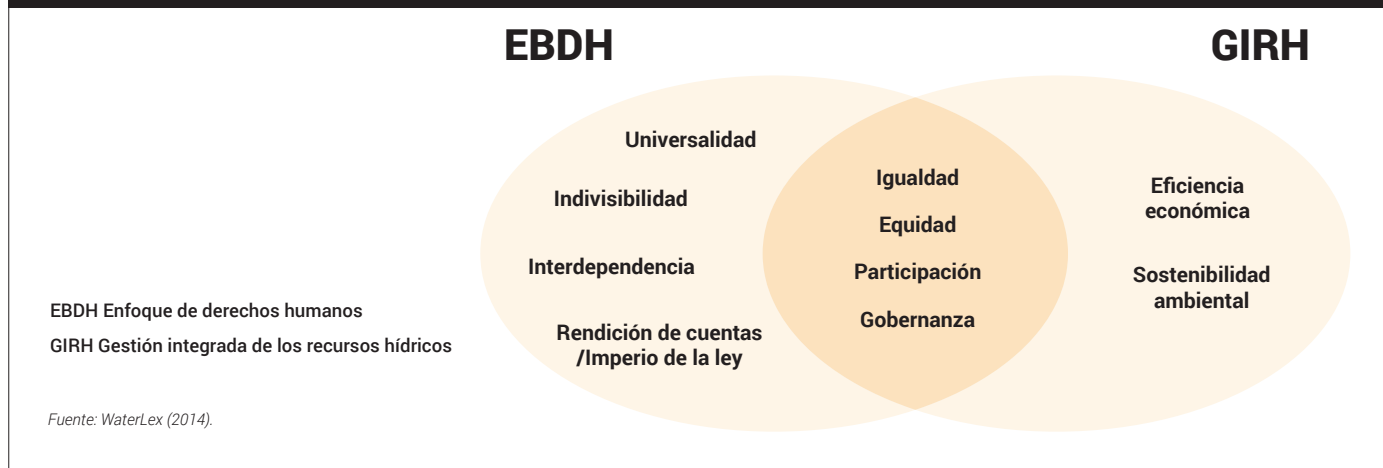 EBDH
GIRH
Universalidad
Indivisibilidad
Interdependencia
Rendición de cuentas
/Imperio de la ley
Igualdad
Equidad
Participación
Gobernanza
Eficiencia
económica
Sostenibilidad
ambiental
EBDH Enfoque de derechos humanos
GIRH Gestión integrada de los recursos hídricos
Fuente: WaterLex (2014).